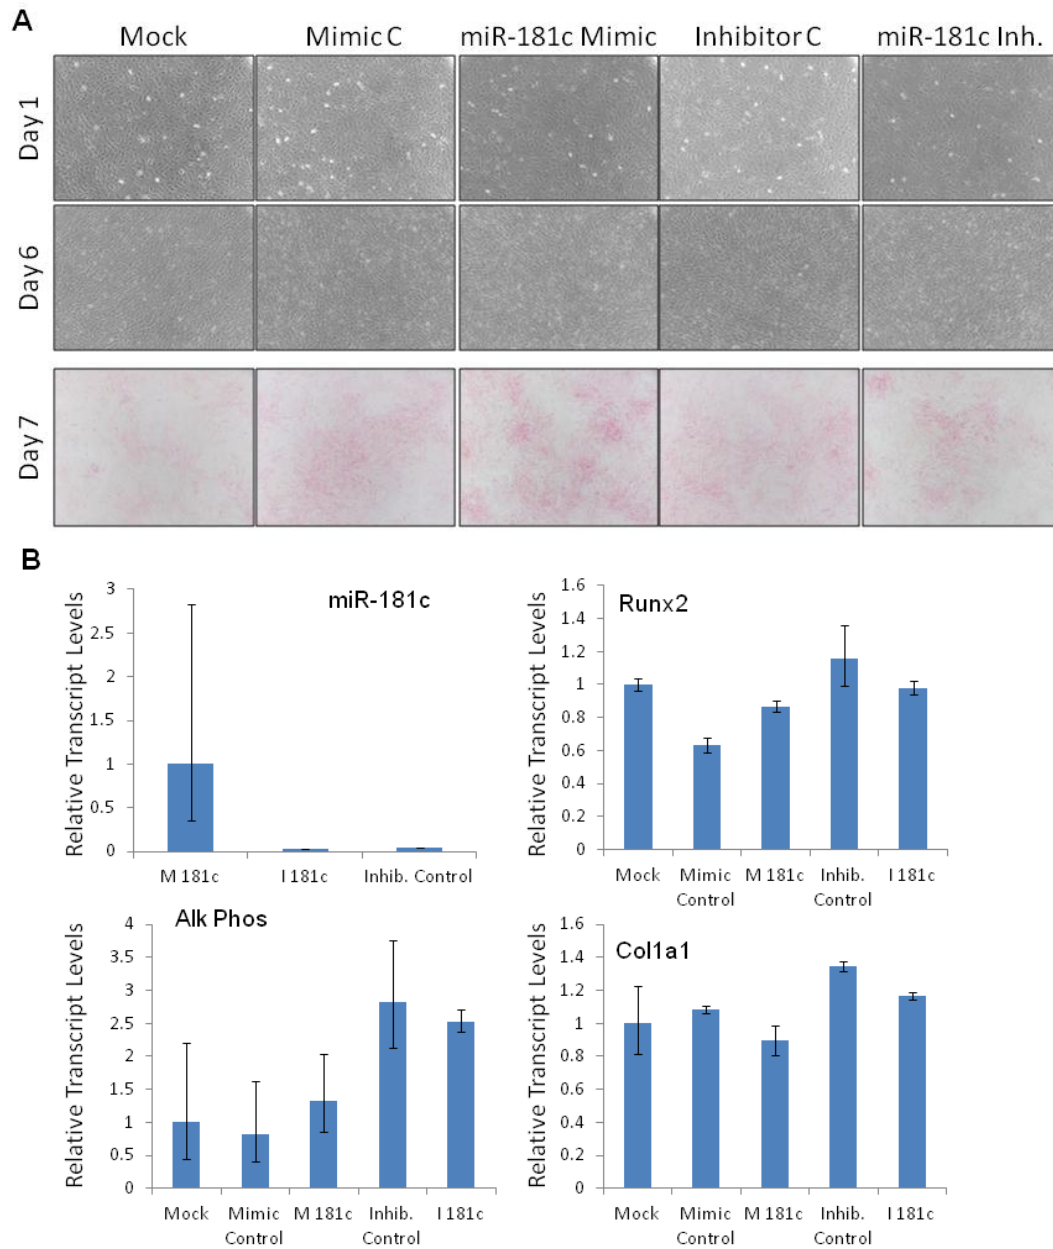 A
Mock Mimic C miR-181c Mimic Inhibitor C miR-181c Inh.
Day 1
Day 6
Day 7
B
miR-181c
Relative Transcript Levels
3
2.5
2
1.5
1
0.5
0
M 181c I 181c Inhib. Control
Runx2
Relative Transcript Levels
1.6
1.4
1.2
1
0.8
0.6
0.4
0.2
0
Mock Mimic Control M 181c Inhib. Control I 181c
Alk Phos
Relative Transcript Levels
4
3.5
3
2.5
2
1.5
1
0.5
0
Mock Mimic Control M 181c Inhib. Control I 181c
Col1a1
Relative Transcript Levels
1.6
1.4
1.2
1
0.8
0.6
0.4
0.2
0
Mock Mimic Control M 181c Inhib. Control I 181c